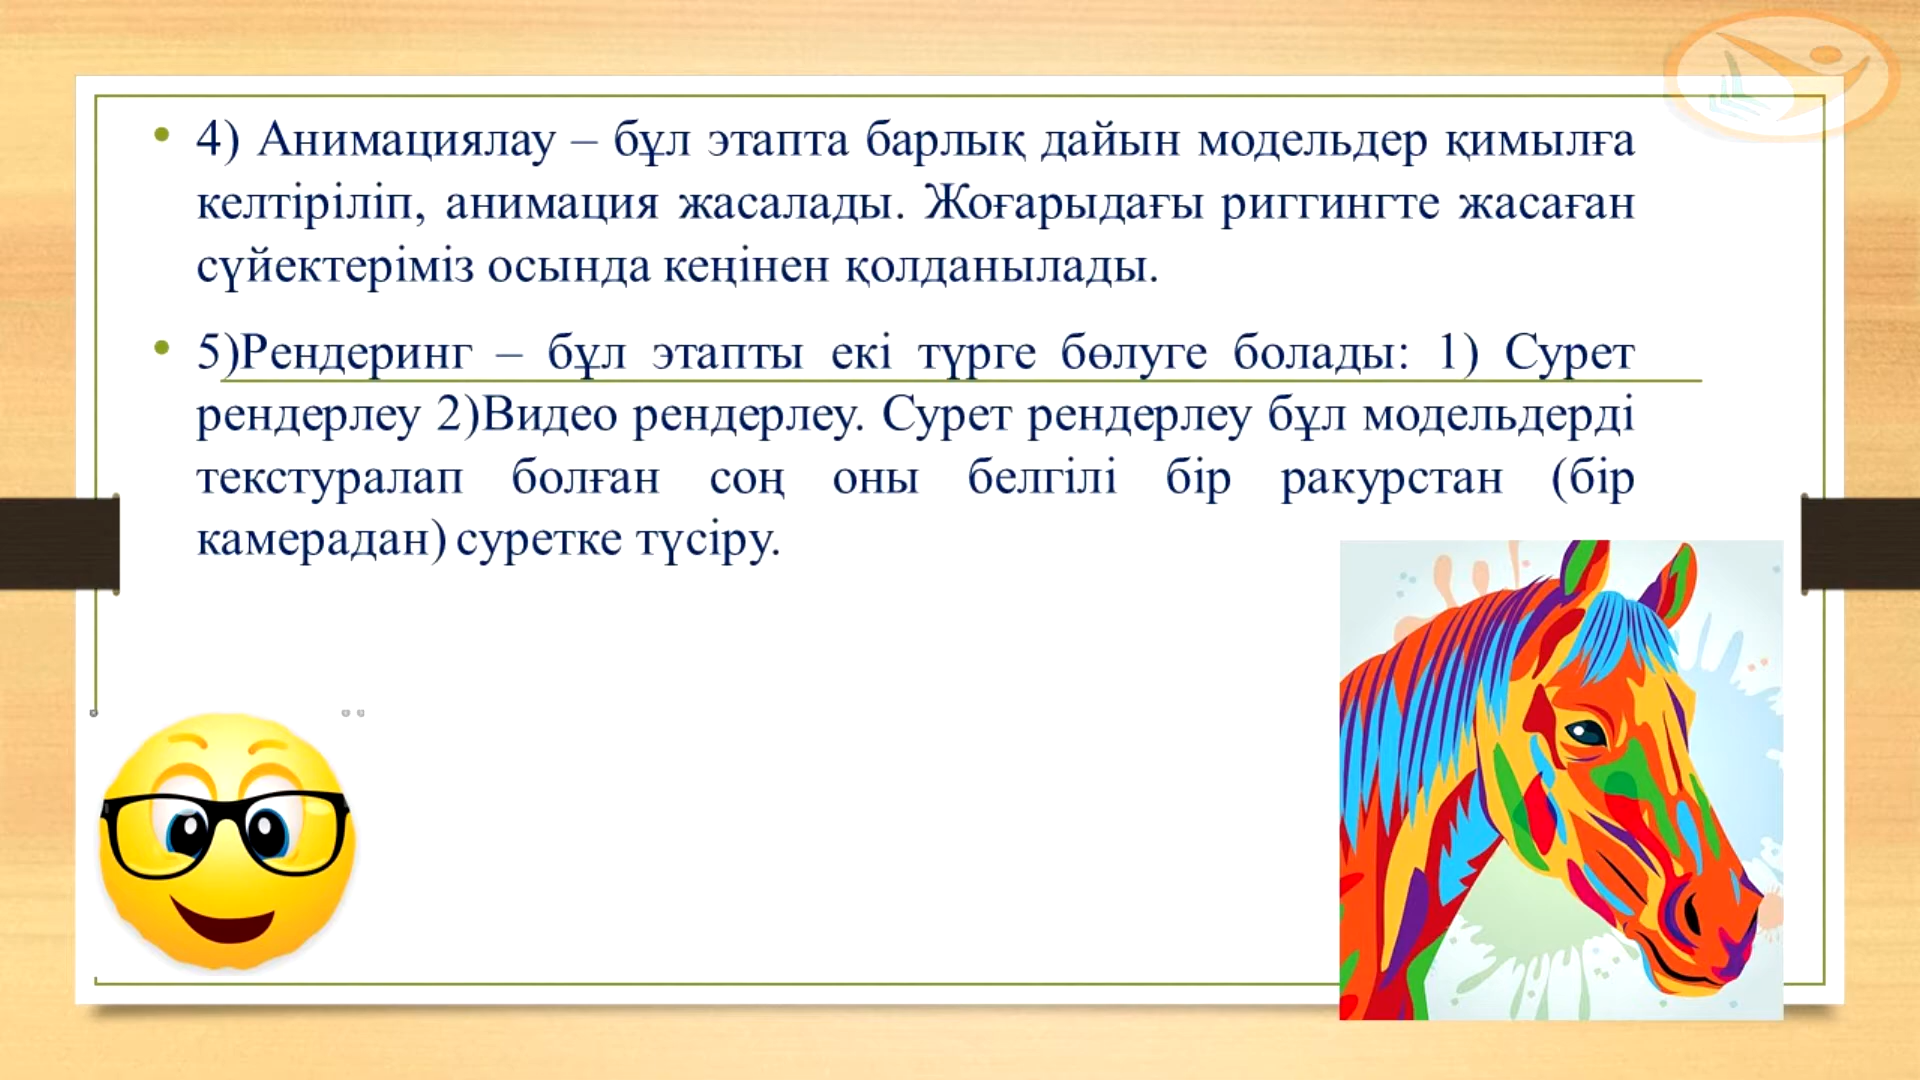 • 4) Анимациялау – бұл этапта барлық дайын модельдер қимылға
келтіріліп, анимация жасалады. Жоғарыдағы риггингте жасаған
сүйектеріміз осында кеңінен қолданылады.
• 5)Рендеринг – бұл этапты екі түрге бөлуге болады: 1) Сурет
рендерлеу 2)Видео рендерлеу. Сурет рендерлеу бұл модельдерді
текстуралап болған соң оны белгілі бір ракурстан (бір
камерадан) суретке түсіру.